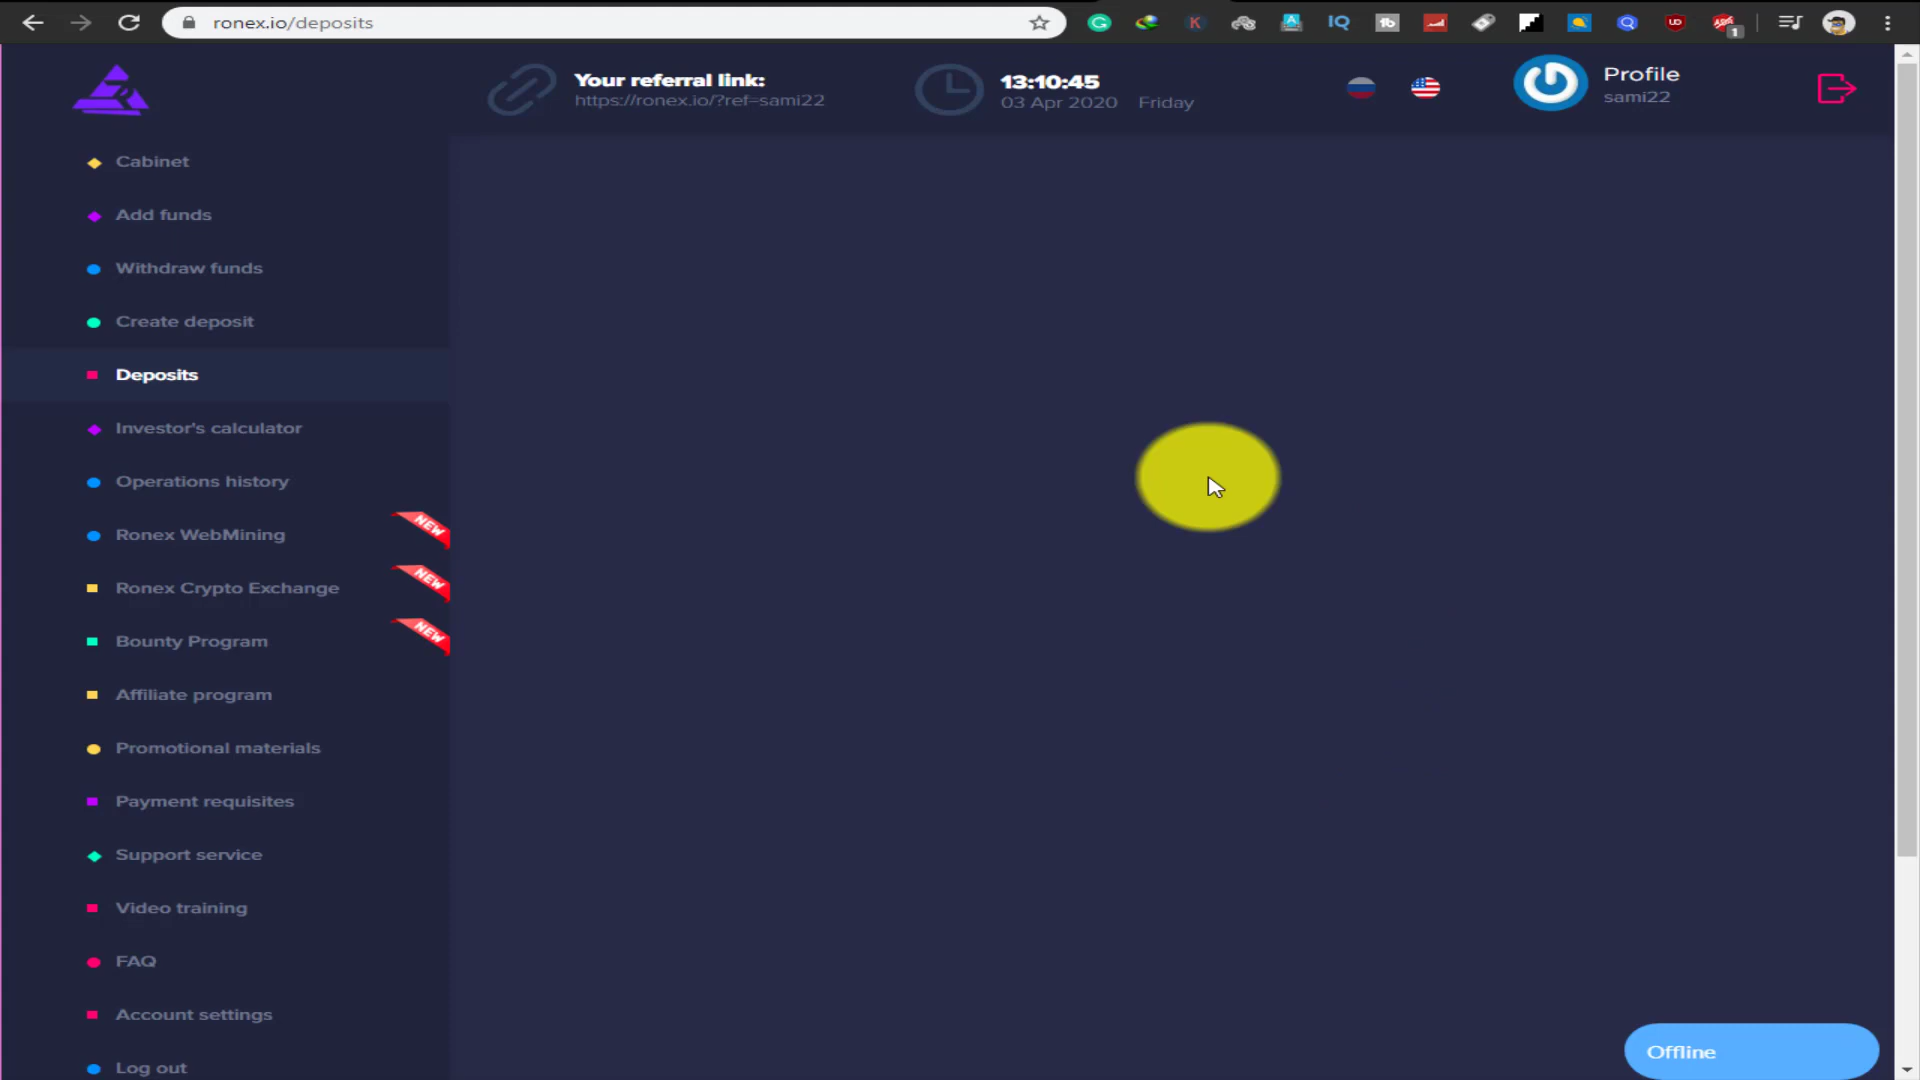 ronex.io/deposits
Your referral link:
https://ronex.io/?ref=sami22
13:10:45
03 Apr 2020 Friday
Profile
sami22
Cabinet
Add funds
Withdraw funds
Create deposit
Deposits
Investor's calculator
Operations history
Ronex WebMining
NEW
Ronex Crypto Exchange
NEW
Bounty Program
NEW
Affiliate program
Promotional materials
Payment requisites
Support service
Video training
FAQ
Account settings
Log out
Offline